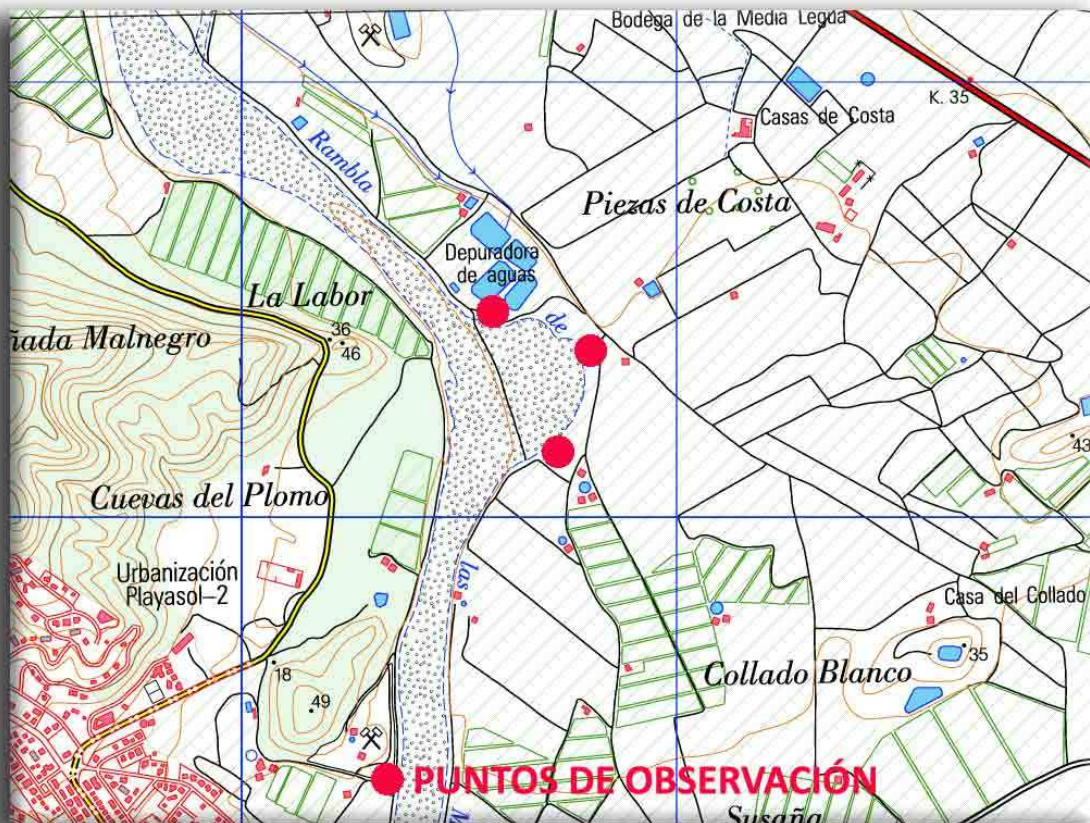 Bodega de la Media Legua
K. 35
Casas de Costa
Rambla
Piezas de Costa
Depuradora
de aguas
La Labor
de
36
46
ñada Malnegro
43
Cuevas del Plomo
las
Urbanización
Playasol-2
Casa del Collado
35
18
Collado Blanco
49
PUNTOS DE OBSERVACIÓN
Susaña
M